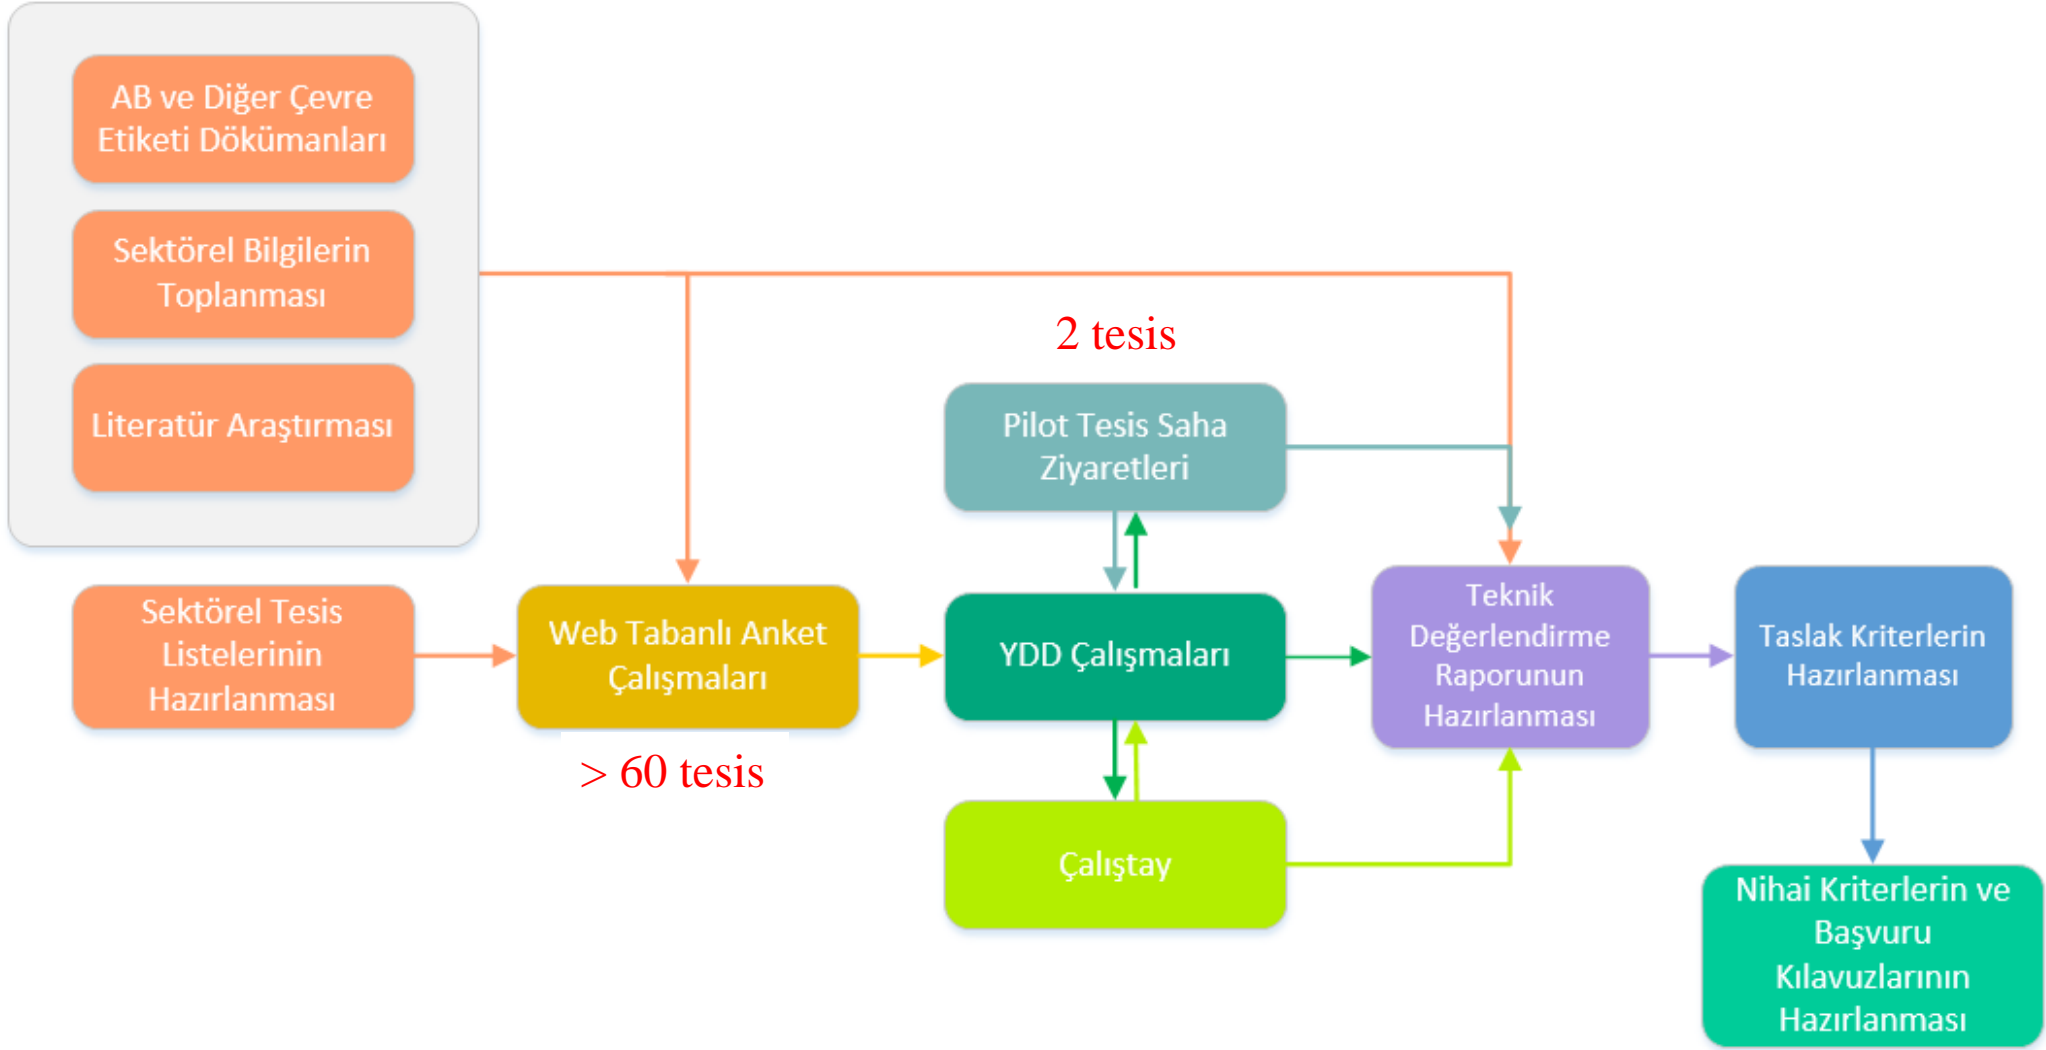 AB ve Diğer Çevre
Etiketi Dökümanları
Sektörel Bilgilerin
Toplanması
Literatür Araştırması
Sektörel Tesis
Listelerinin
Hazırlanması
Web Tabanlı Anket
Çalışmaları
> 60 tesis
2 tesis
Pilot Tesis Saha
Ziyaretleri
YDD Çalışmaları
Çalıştay
Teknik
Değerlendirme
Raporunun
Hazırlanması
Taslak Kriterlerin
Hazırlanması
Nihai Kriterlerin ve
Başvuru
Kılavuzlarının
Hazırlanması